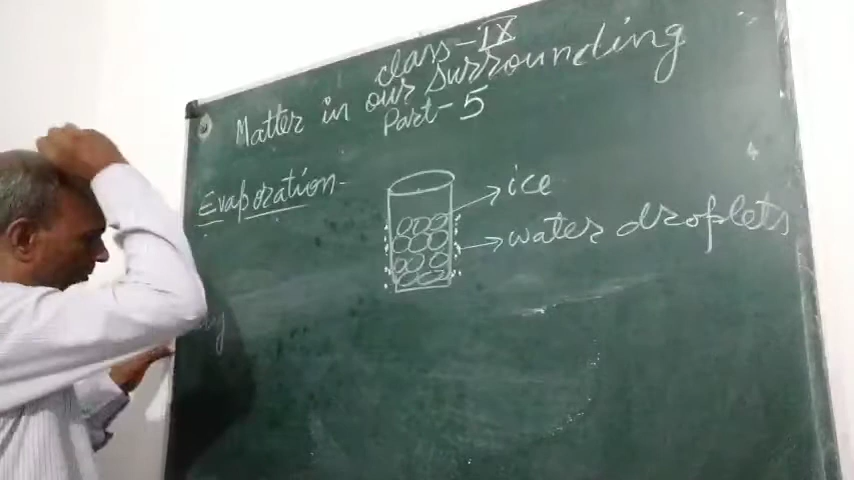 class-IX
Matter in our surrounding
Part-5
Evaporation-
ice
water droplets